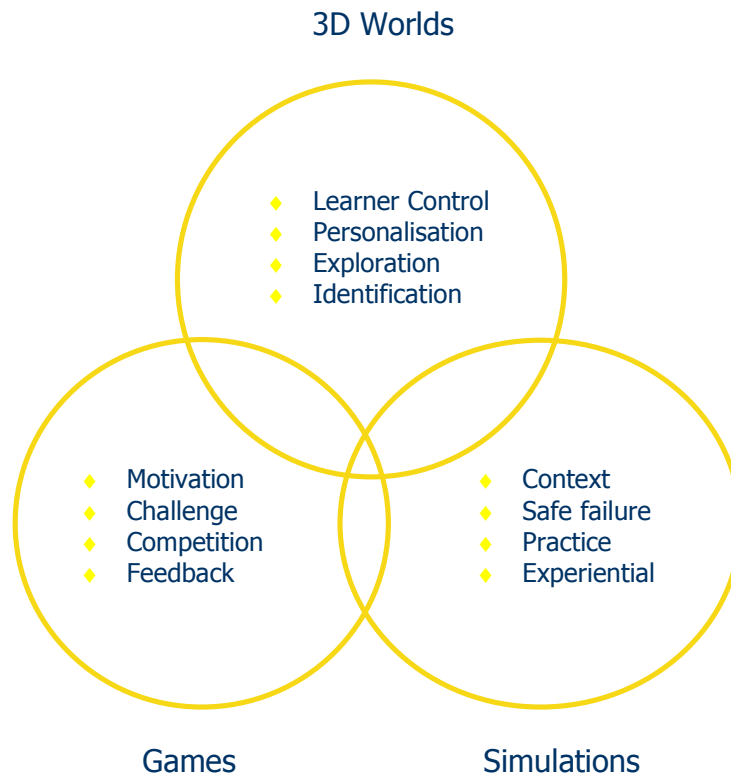 3D Worlds
Learner Control
Personalisation
Exploration
Identification
Motivation
Challenge
Competition
Feedback
Context
Safe failure
Practice
Experiential
Games
Simulations